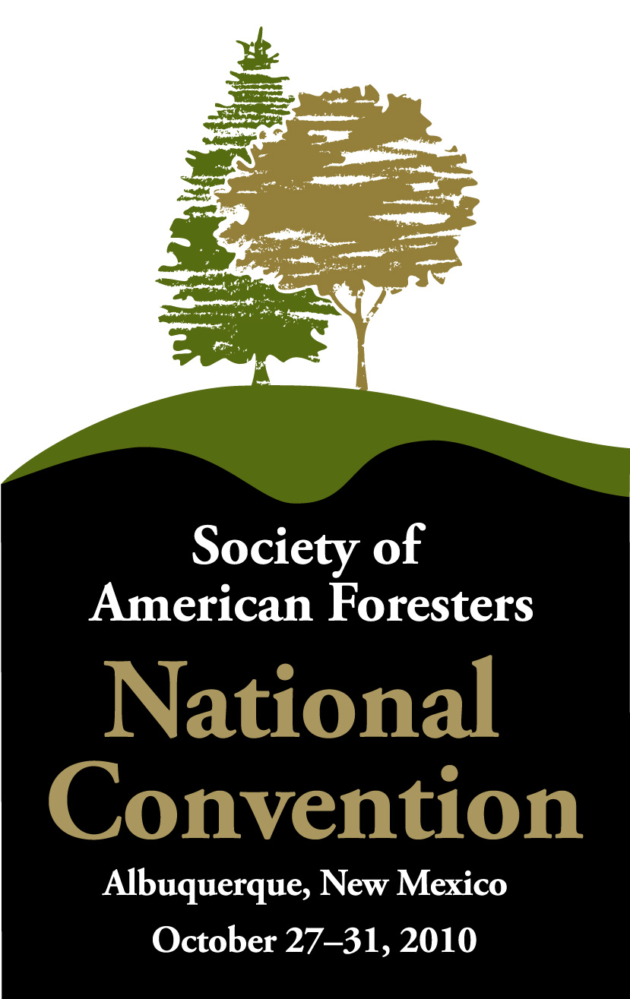 Society of
American Foresters
National
Convention
Albuquerque, New Mexico
October 27–31, 2010